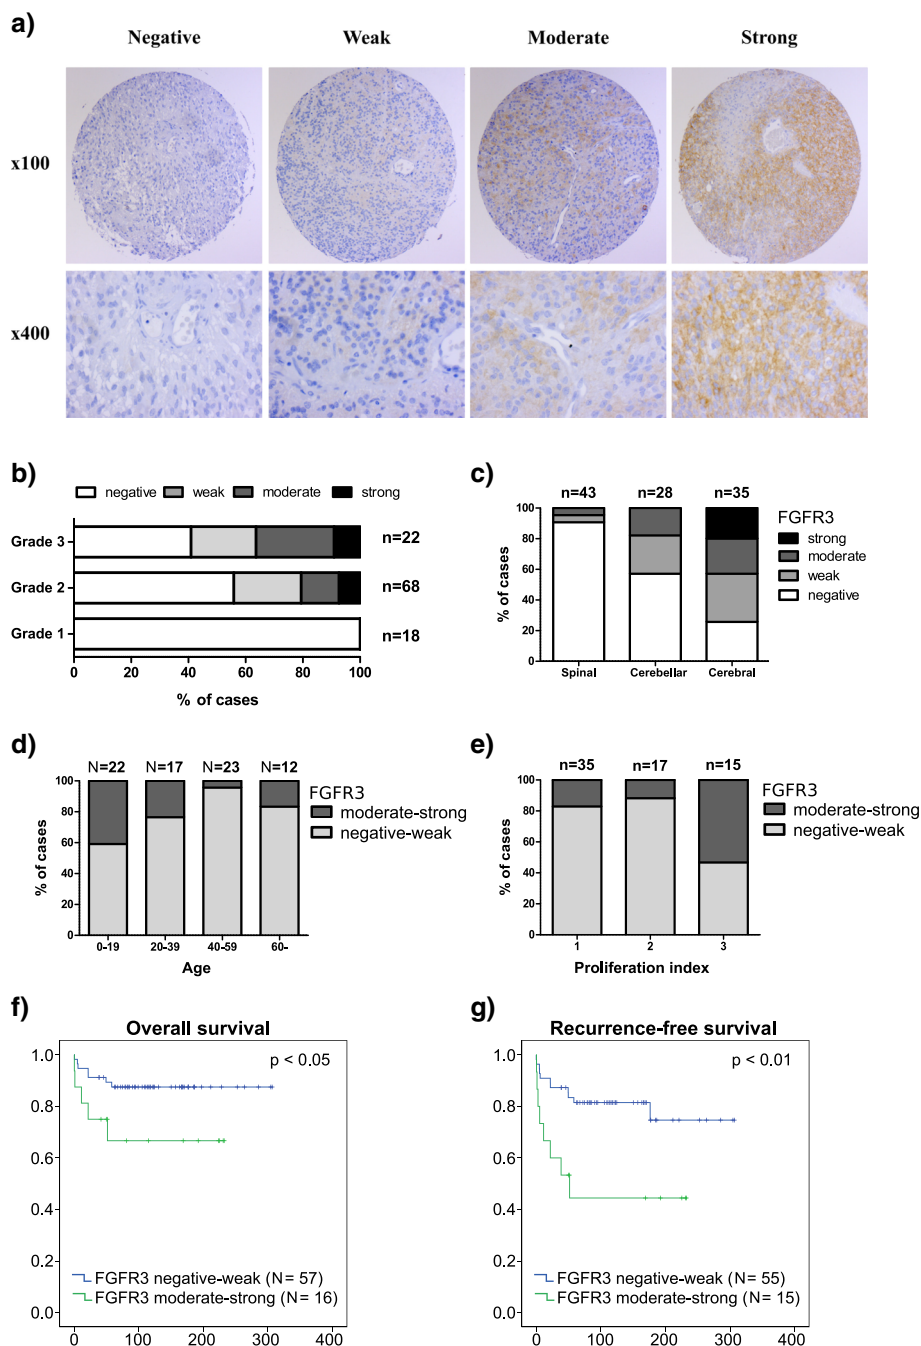 a)
Negative Weak Moderate Strong
x100
x400
b)
negative weak moderate strong
Grade 3 n=22
Grade 2 n=68
Grade 1 n=18
0 20 40 60 80 100
% of cases
c)
n=43 n=28 n=35
FGFR3
strong
moderate
weak
negative
% of cases
100
80
60
40
20
0
Spinal Cerebellar Cerebral
d)
N=22 N=17 N=23 N=12
FGFR3
moderate-strong
negative-weak
% of cases
100
80
60
40
20
0
0-19 20-39 40-59 60-
Age
e)
n=35 n=17 n=15
FGFR3
moderate-strong
negative-weak
% of cases
100
80
60
40
20
0
1 2 3
Proliferation index
f)
Overall survival
p < 0.05
1.0
0.8
0.6
0.4
0.2
0.0
FGFR3 negative-weak (N= 57)
FGFR3 moderate-strong (N= 16)
0 100 200 300 400
g)
Recurrence-free survival
p < 0.01
1.0
0.8
0.6
0.4
0.2
0.0
FGFR3 negative-weak (N= 55)
FGFR3 moderate-strong (N= 15)
0 100 200 300 400